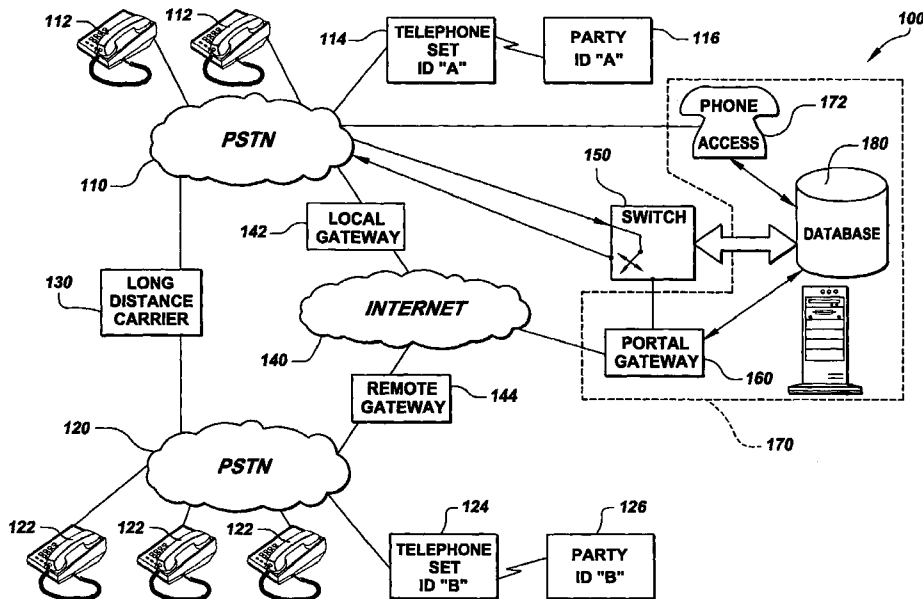 112
112
114
TELEPHONE
SET
ID "A"
PARTY
ID "A"
116
100
PSTN
110
PHONE
ACCESS
172
180
DATABASE
150
SWITCH
142
LOCAL
GATEWAY
130
LONG
DISTANCE
CARRIER
INTERNET
140
PORTAL
GATEWAY
160
REMOTE
GATEWAY
144
170
120
PSTN
122
122
122
124
TELEPHONE
SET
ID "B"
126
PARTY
ID "B"